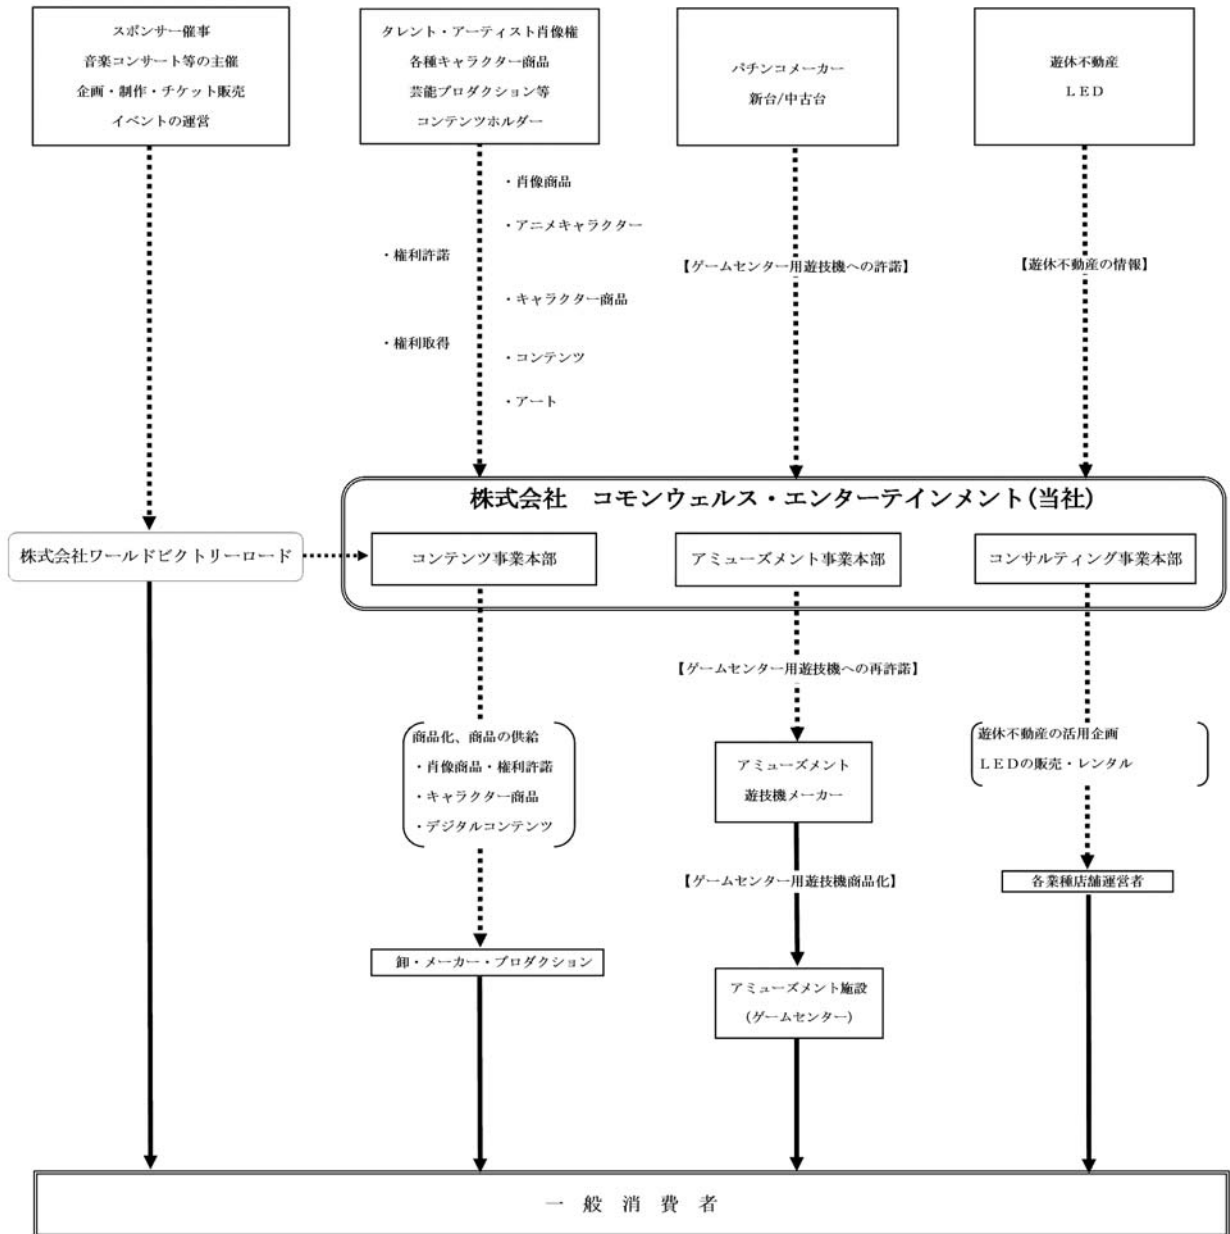 スポンサー催事
音楽コンサート等の主催
企画・制作・チケット販売
イベントの運営
タレント・アーティスト肖像権
各種キャラクター商品
芸能プロダクション等
コンテンツホルダー
パチンコメーカー
新台/中古台
遊休不動産
LED
・肖像商品
・アニメキャラクター
・権利許諾
・キャラクター商品
・権利取得
・コンテンツ
・アート
【ゲームセンター用遊技機への許諾】
【遊休不動産の情報】
株式会社 コモンウェルス・エンターテインメント(当社)
株式会社ワールドビクトリーロード
コンテンツ事業本部
アミューズメント事業本部
コンサルティング事業本部
商品化、商品の供給
・肖像商品・権利許諾
・キャラクター商品
・デジタルコンテンツ
卸・メーカー・プロダクション
【ゲームセンター用遊技機への再許諾】
アミューズメント
遊技機メーカー
【ゲームセンター用遊技機商品化】
アミューズメント施設
(ゲームセンター)
遊休不動産の活用企画
LEDの販売・レンタル
各業種店舗運営者
一 般 消 費 者